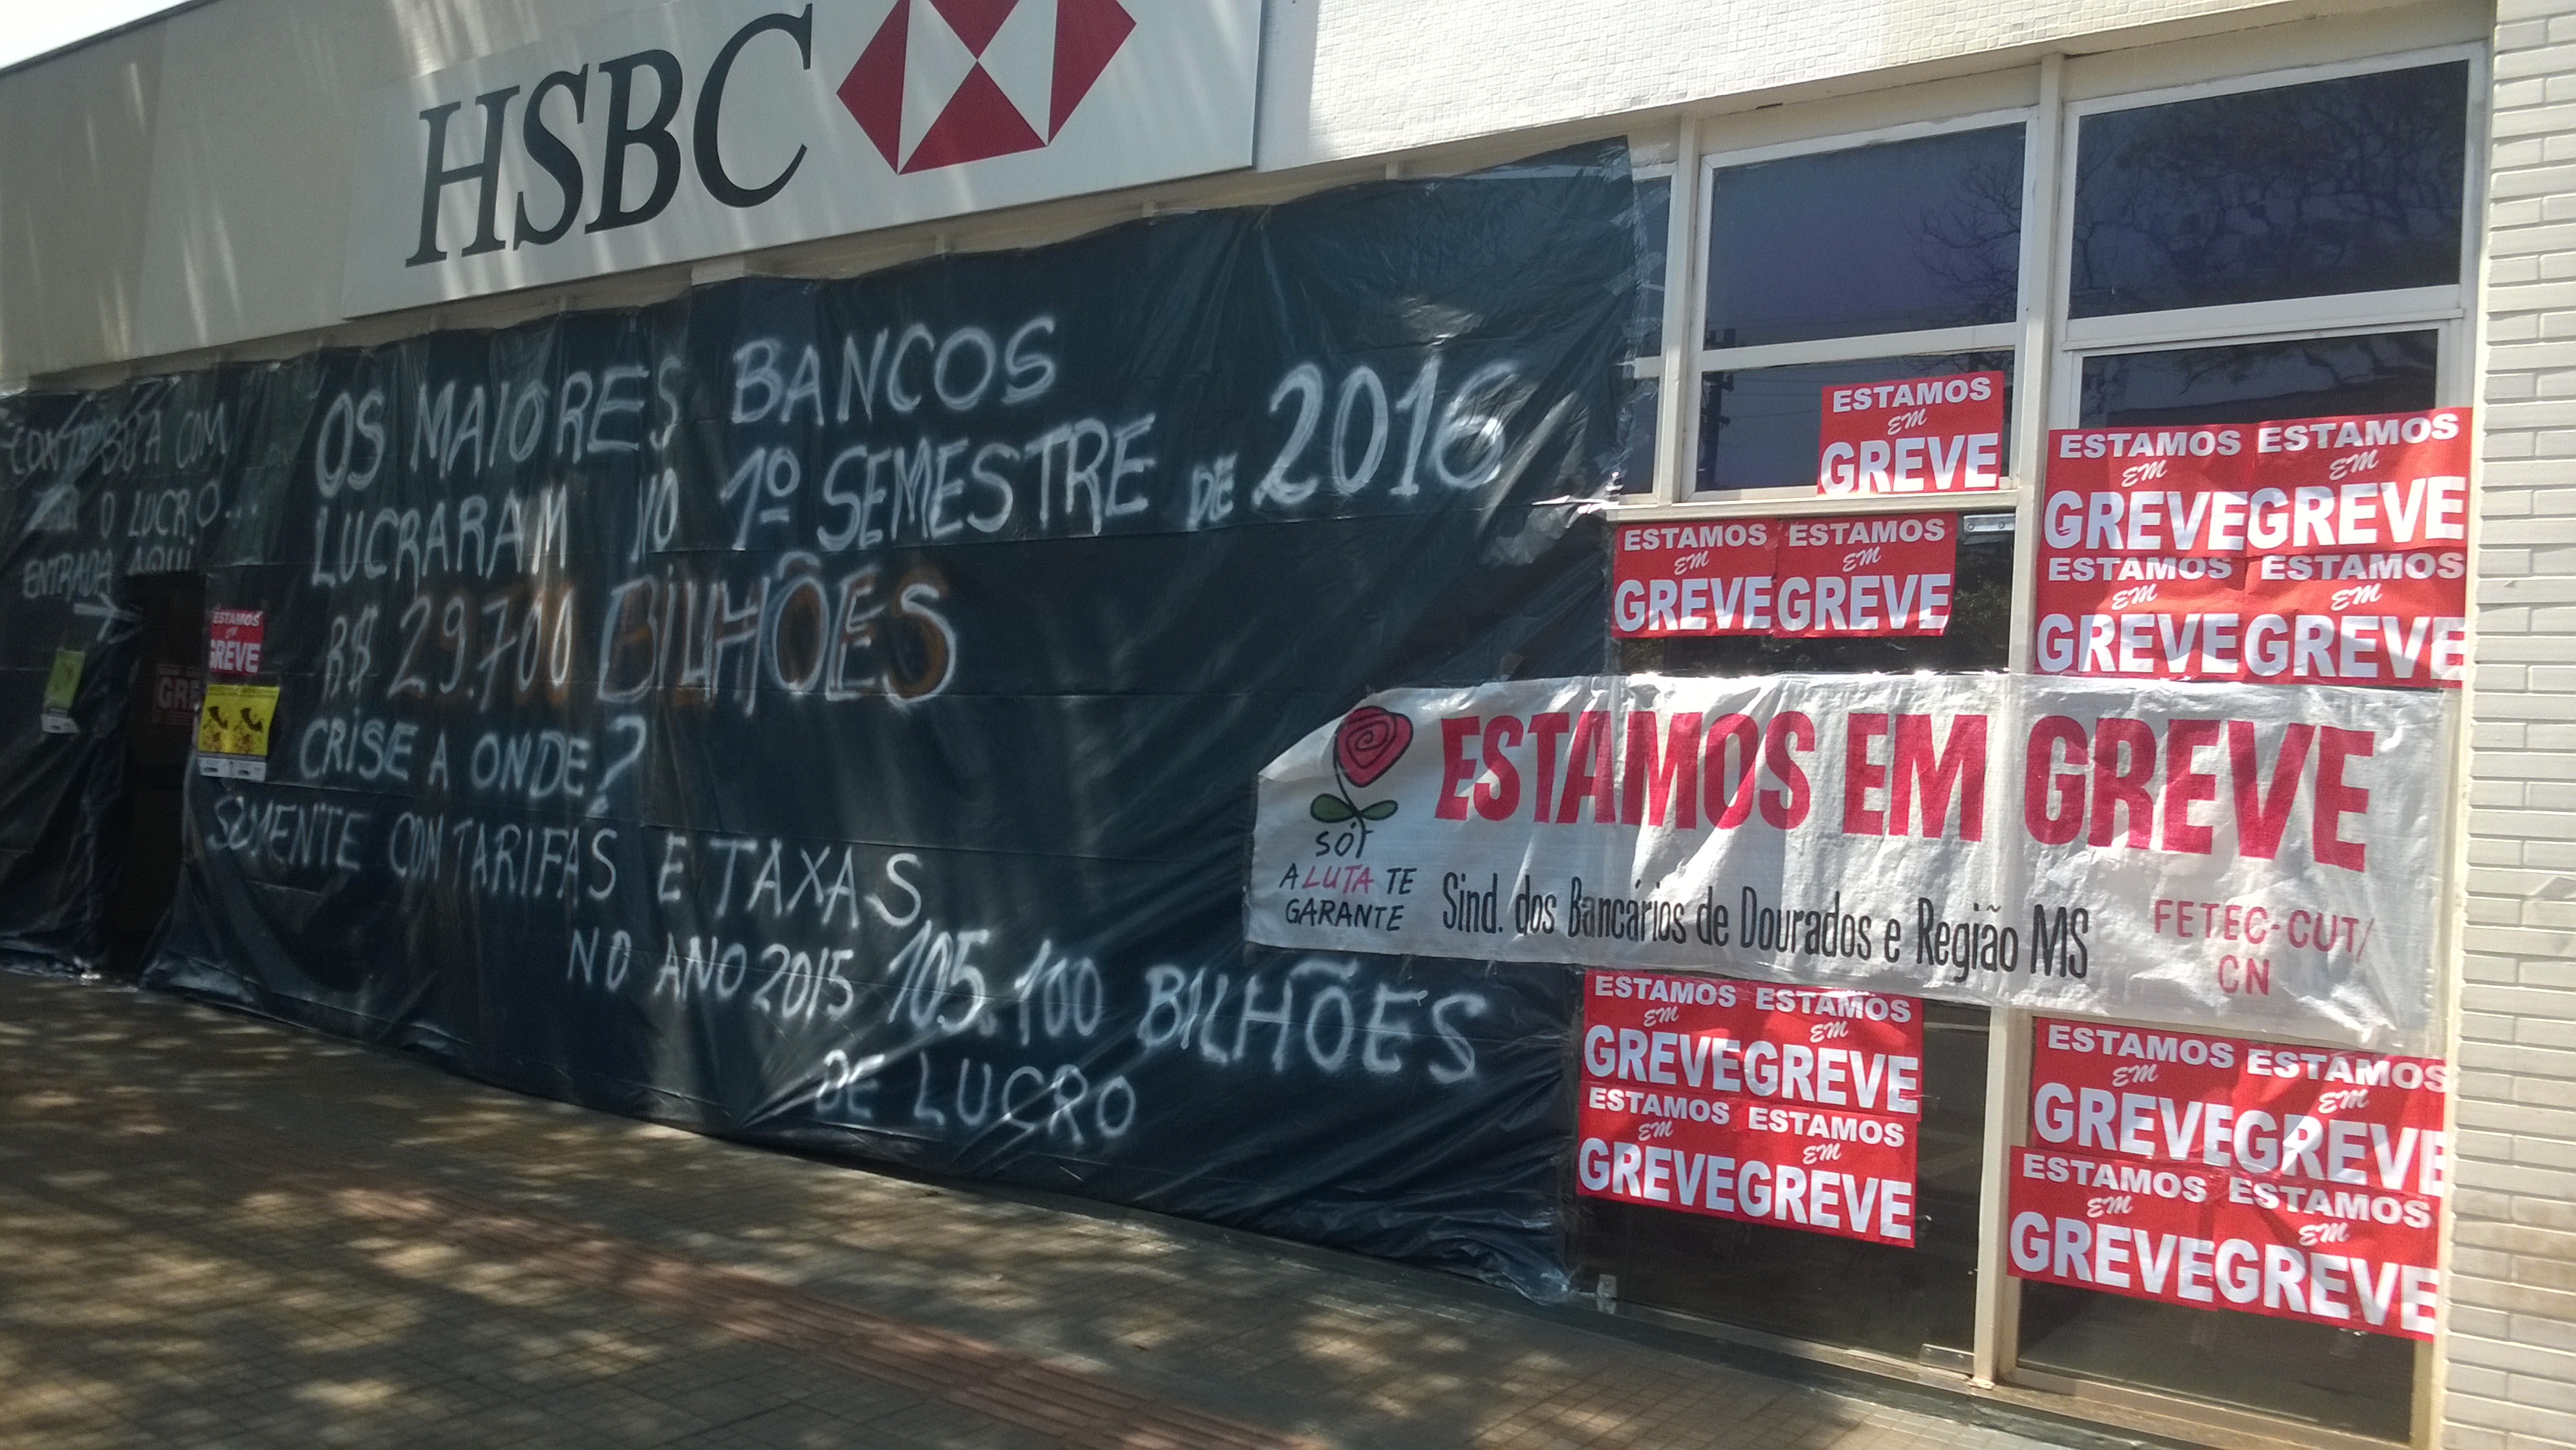 HSBC
COM
O LUCRO...
ENTRADA AQUI
OS MAIORES BANCOS
LUCRARAM NO 1º SEMESTRE DE 2016
R$ 29.700 BILHÕES
CRISE A ONDE?
SOMENTE COM TARIFAS E TAXAS
NO ANO 2015 105.100 BILHÕES
DE LUCRO
ESTAMOS
EM
GREVE
GRE
ESTAMOS
EM
GREVE
ESTAMOS ESTAMOS
EM EM
GREVE GREVE
ESTAMOS ESTAMOS
EM EM
GREVE GREVE
ESTAMOS ESTAMOS
EM EM
GREVE GREVE
SÓ
A LUTA TE
GARANTE
ESTAMOS EM GREVE
Sind. dos Bancários de Dourados e Região MS
FETEC-CUT/
CN
ESTAMOS ESTAMOS
EM EM
GREVE GREVE
ESTAMOS ESTAMOS
EM EM
GREVE GREVE
ESTAMOS ESTAMOS
EM EM
GREVE GREVE
ESTAMOS ESTAMOS
EM EM
GREVE GREVE